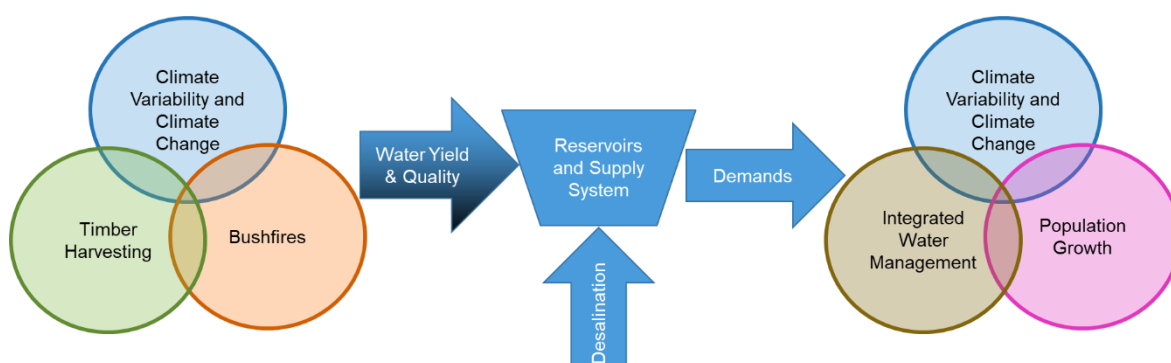 Climate
Variability and
Climate
Change
Timber
Harvesting
Bushfires
Water Yield
& Quality
Reservoirs
and Supply
System
Desalination
Demands
Climate
Variability and
Climate
Change
Integrated
Water
Management
Population
Growth